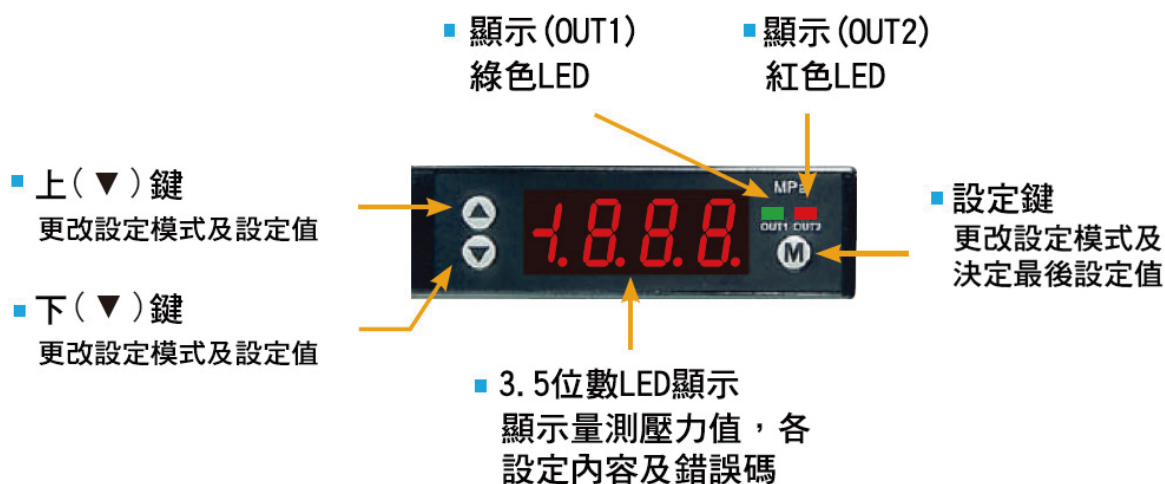 ▪ 顯示(OUT1)
綠色LED
▪ 顯示(OUT2)
紅色LED
▪ 上(▼)鍵
更改設定模式及設定值
▪ 下(▼)鍵
更改設定模式及設定值
MPa
-1.8.8.8.
OUT1 OUT2
M
▪ 設定鍵
更改設定模式及
決定最後設定值
▪ 3.5位數LED顯示
顯示量測壓力值，各
設定內容及錯誤碼